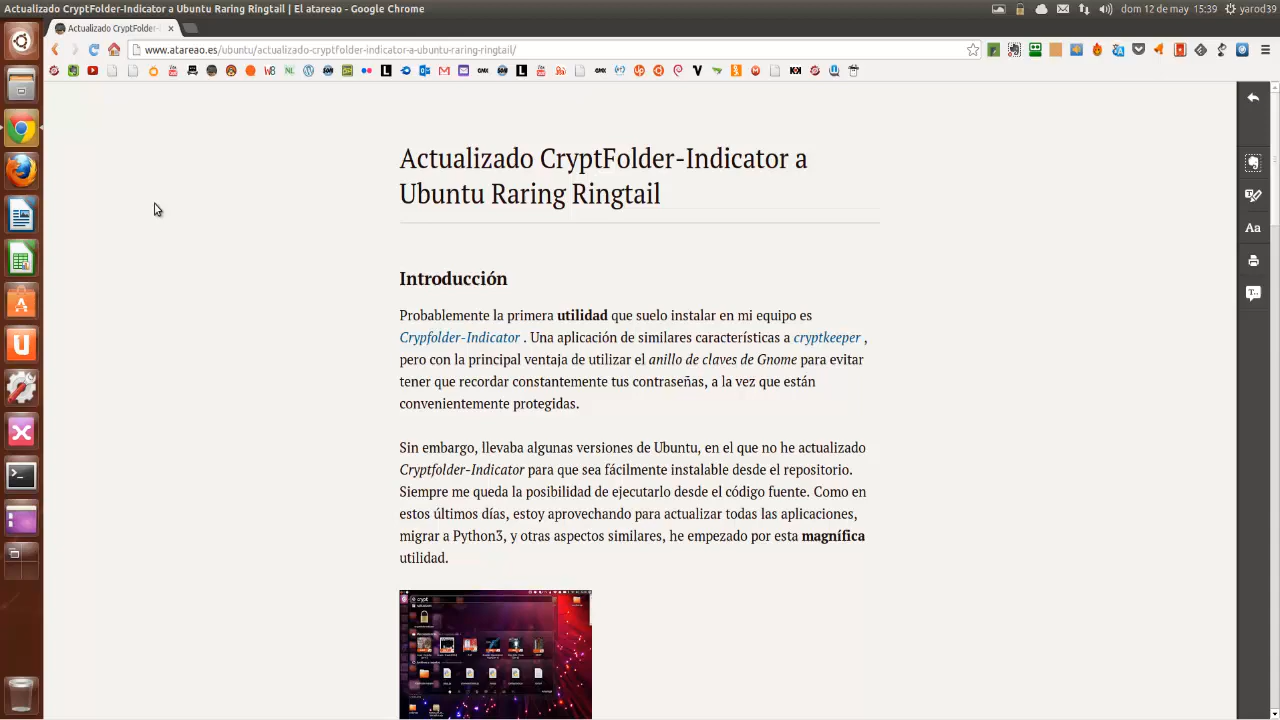 Actualizado CryptFolder-Indicator a Ubuntu Raring Ringtail | El atareao - Google Chrome
dom 12 de may 15:39 yarod39
Actualizado CryptFolder-I
www.atareao.es/ubuntu/actualizado-cryptfolder-indicator-a-ubuntu-raring-ringtail/
Actualizado CryptFolder-Indicator a
Ubuntu Raring Ringtail
Introducción
Probablemente la primera utilidad que suelo instalar en mi equipo es
Crypfolder-Indicator . Una aplicación de similares características a cryptkeeper ,
pero con la principal ventaja de utilizar el anillo de claves de Gnome para evitar
tener que recordar constantemente tus contraseñas, a la vez que están
convenientemente protegidas.
Sin embargo, llevaba algunas versiones de Ubuntu, en el que no he actualizado
Cryptfolder-Indicator para que sea fácilmente instalable desde el repositorio.
Siempre me queda la posibilidad de ejecutarlo desde el código fuente. Como en
estos últimos días, estoy aprovechando para actualizar todas las aplicaciones,
migrar a Python3, y otras aspectos similares, he empezado por esta magnífica
utilidad.
crypt
Aa